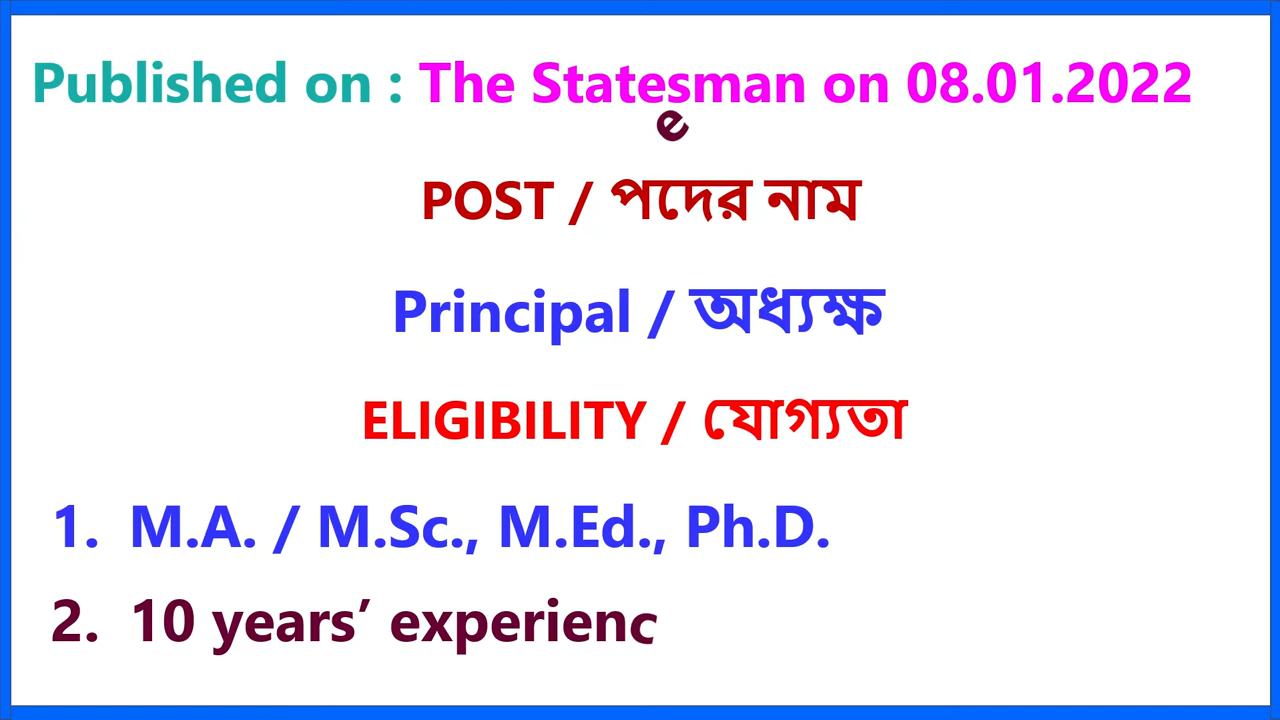 Published on : The Statesman on 08.01.2022
e
POST / পদের নাম
Principal / অধ্যক্ষ
ELIGIBILITY / যোগ্যতা
1. M.A. / M.Sc., M.Ed., Ph.D.
2. 10 years’ experienc